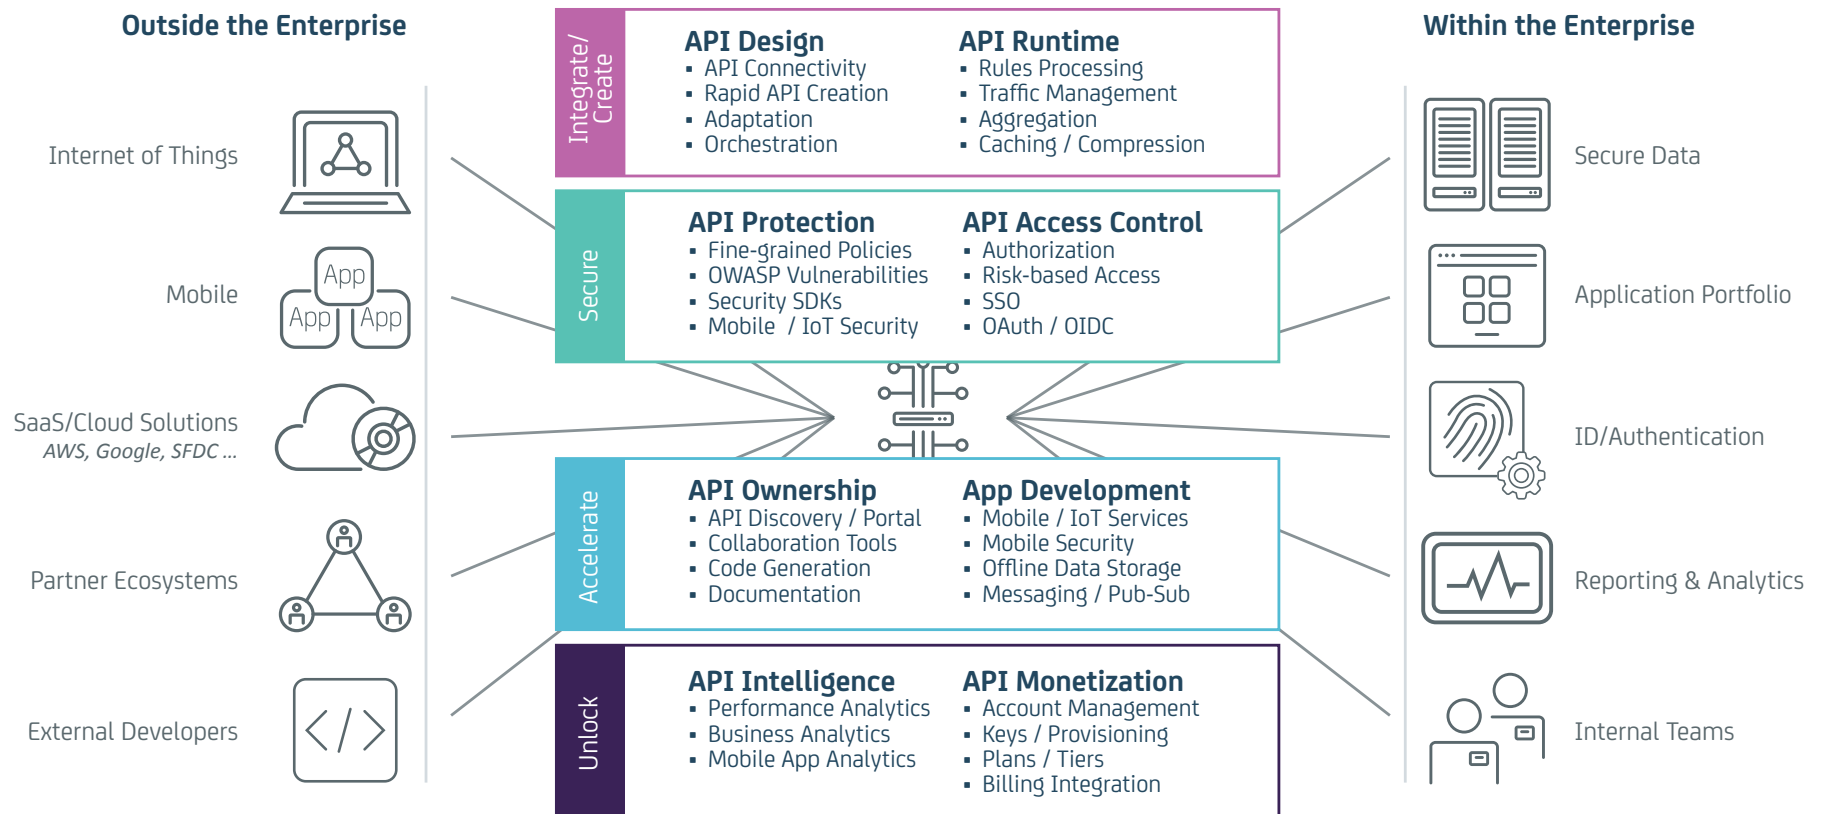 Outside the Enterprise
Internet of Things
Mobile
App
App
App
SaaS/Cloud Solutions
AWS, Google, SFDC ...
Partner Ecosystems
External Developers
Integrate/
Create
API Design
▪ API Connectivity
▪ Rapid API Creation
▪ Adaptation
▪ Orchestration
API Runtime
▪ Rules Processing
▪ Traffic Management
▪ Aggregation
▪ Caching / Compression
Secure
API Protection
▪ Fine-grained Policies
▪ OWASP Vulnerabilities
▪ Security SDKs
▪ Mobile / IoT Security
API Access Control
▪ Authorization
▪ Risk-based Access
▪ SSO
▪ OAuth / OIDC
Accelerate
API Ownership
▪ API Discovery / Portal
▪ Collaboration Tools
▪ Code Generation
▪ Documentation
App Development
▪ Mobile / IoT Services
▪ Mobile Security
▪ Offline Data Storage
▪ Messaging / Pub-Sub
Unlock
API Intelligence
▪ Performance Analytics
▪ Business Analytics
▪ Mobile App Analytics
API Monetization
▪ Account Management
▪ Keys / Provisioning
▪ Plans / Tiers
▪ Billing Integration
Within the Enterprise
Secure Data
Application Portfolio
ID/Authentication
Reporting & Analytics
Internal Teams